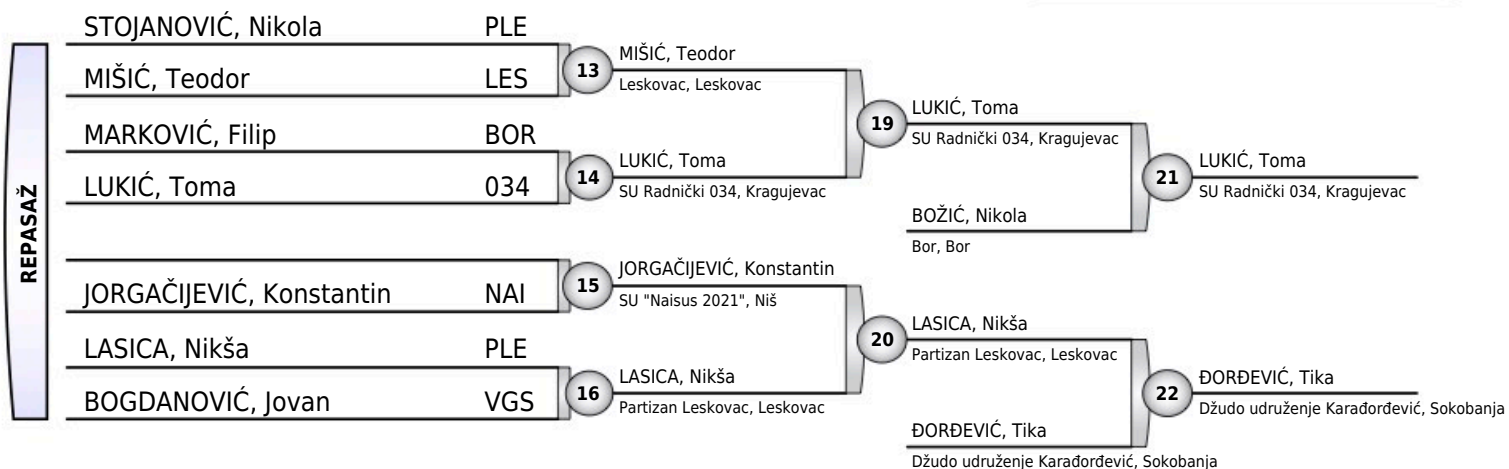 REPASAŽ
STOJANOVIĆ, Nikola PLE
MIŠIĆ, Teodor LES
MARKOVIĆ, Filip BOR
LUKIĆ, Toma 034
JORGAČIJEVIĆ, Konstantin NAI
LASICA, Nikša PLE
BOGDANOVIĆ, Jovan VGS
13
MIŠIĆ, Teodor
Leskovac, Leskovac
14
LUKIĆ, Toma
SU Radnički 034, Kragujevac
15
JORGAČIJEVIĆ, Konstantin
SU "Naisus 2021", Niš
16
LASICA, Nikša
Partizan Leskovac, Leskovac
19
LUKIĆ, Toma
SU Radnički 034, Kragujevac
BOŽIĆ, Nikola
Bor, Bor
20
LASICA, Nikša
Partizan Leskovac, Leskovac
ĐORĐEVIĆ, Tika
Džudo udruženje Karađorđević, Sokobanja
21
LUKIĆ, Toma
SU Radnički 034, Kragujevac
22
ĐORĐEVIĆ, Tika
Džudo udruženje Karađorđević, Sokobanja